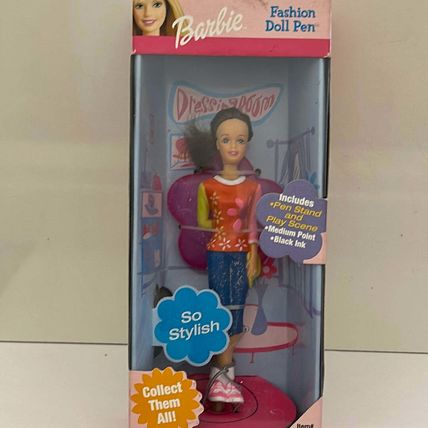 Barbie
Fashion
Doll Pen
Dressing Room
Includes
•Pen Stand
and
Play Scene
•Medium Point
•Black Ink
So
Stylish
Collect
Them
All!
Item#